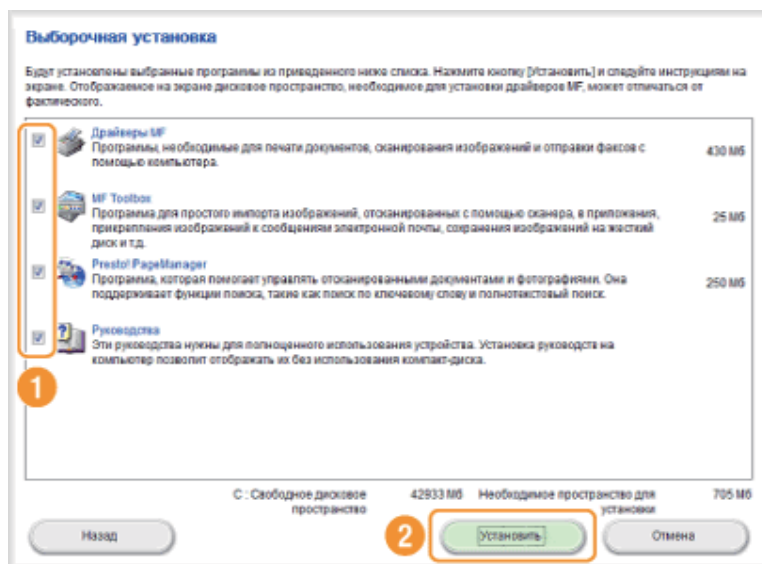 Выборочная установка
Будут установлены выбранные программы из приведенного ниже списка. Нажмите кнопку [Установить] и следуйте инструкциям на
экране. Отображаемое на экране дисковое пространство, необходимое для установки драйверов MF, может отличаться от
фактического.
Драйверы MF
Программы, необходимые для печати документов, сканирования изображений и отправки факсов с
помощью компьютера.
430 Мб
MF Toolbox
Программа для простого импорта изображений, отсканированных с помощью сканера, в приложения,
прикрепления изображений к сообщениям электронной почты, сохранения изображений на жесткий
диск и т.д.
25 Мб
Presto! PageManager
Программа, которая помогает управлять отсканированными документами и фотографиями. Она
поддерживает функции поиска, такие как поиск по ключевому слову и полнотекстовый поиск.
250 Мб
Руководства
Эти руководства нужны для полноценного использования устройства. Установка руководств на
компьютер позволит отображать их без использования компакт-диска.
1
C : Свободное дисковое
пространство
42933 Мб
Необходимое пространство для
установки
705 Мб
Назад
2
Установить
Отмена